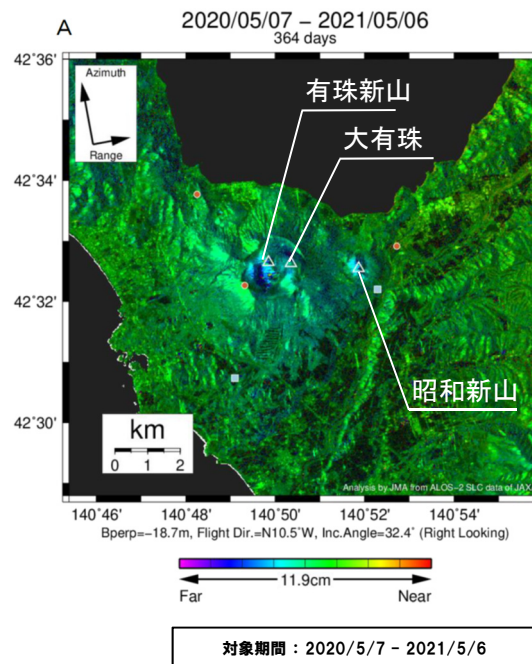 A
2020/05/07 − 2021/05/06
364 days
42˚36'
Azimuth
Range
有珠新山
大有珠
42˚34'
42˚32'
昭和新山
42˚30'
km
0 1 2
Analysis by JMA from ALOS−2 SLC data of JAX
140˚46' 140˚48' 140˚50' 140˚52' 140˚54'
Bperp=−18.7m, Flight Dir.=N10.5˚W, Inc.Angle=32.4˚ (Right Looking)
11.9cm
Far Near
対象期間：2020/5/7 - 2021/5/6